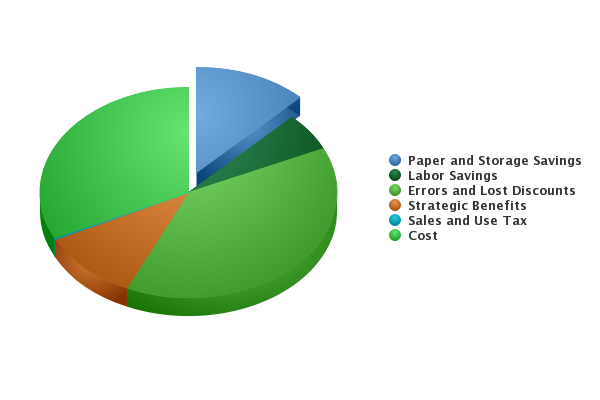 Paper and Storage Savings
Labor Savings
Errors and Lost Discounts
Strategic Benefits
Sales and Use Tax
Cost